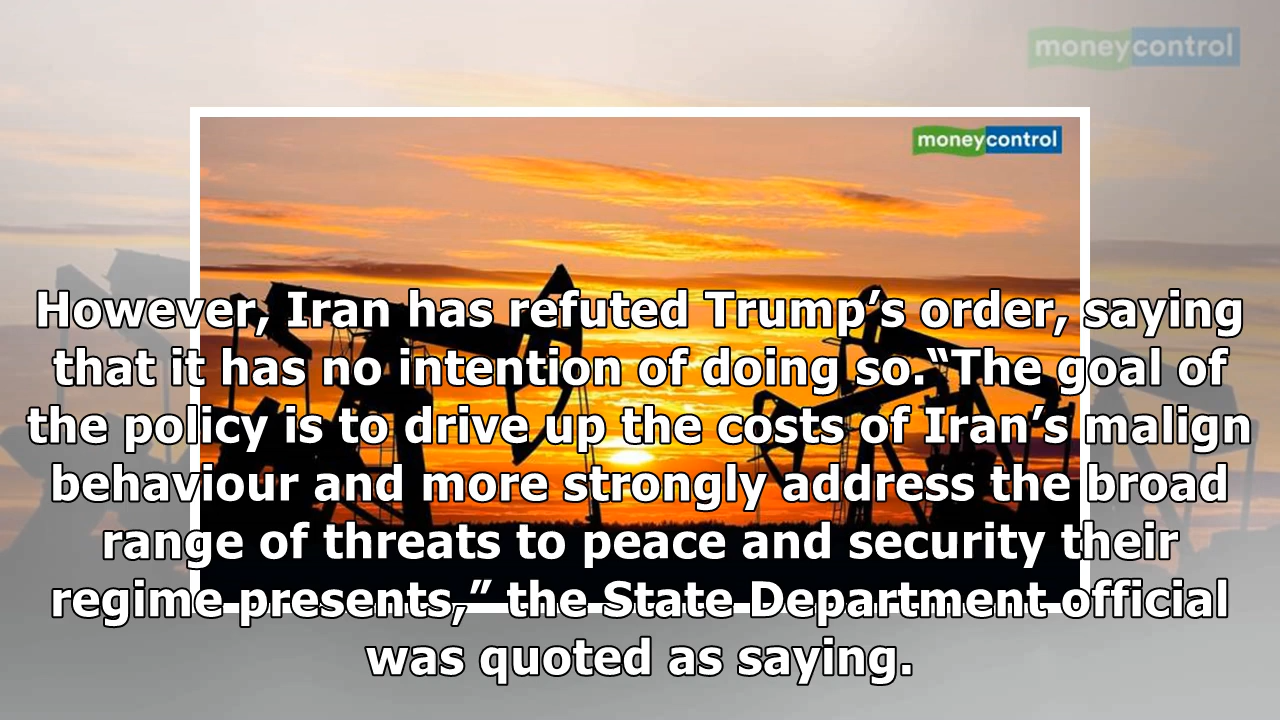 moneycontrol
moneycontrol
However, Iran has refuted Trump’s order, saying
that it has no intention of doing so.“The goal of
the policy is to drive up the costs of Iran’s malign
behaviour and more strongly address the broad
range of threats to peace and security their
regime presents,” the State Department official
was quoted as saying.